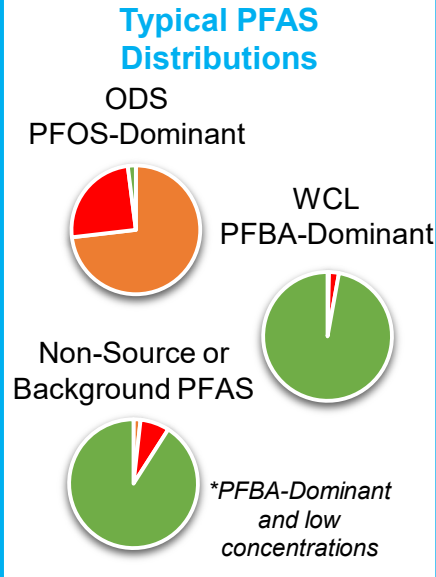 Typical PFAS
Distributions
ODS
PFOS-Dominant
WCL
PFBA-Dominant
Non-Source or
Background PFAS
*PFBA-Dominant
and low
concentrations